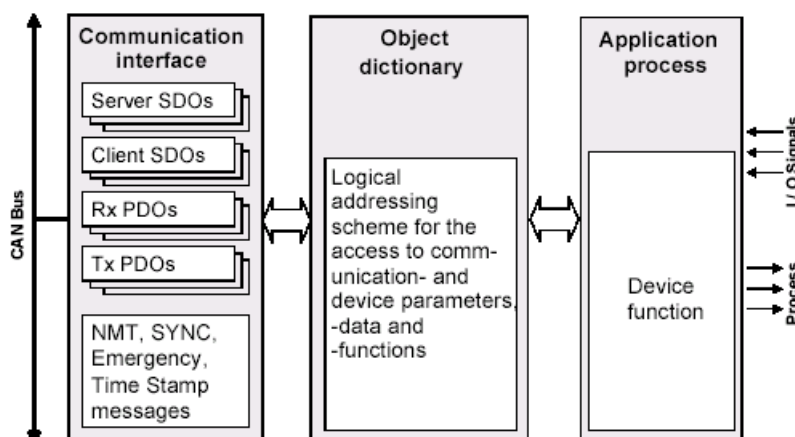 Communication
interface
Server SDOs
Client SDOs
Rx PDOs
Tx PDOs
NMT, SYNC,
Emergency,
Time Stamp
messages
CAN Bus
Object
dictionary
Logical
addressing
scheme for the
access to comm-
unication- and
device parameters,
-data and
-functions
Application
process
Device
function
I / O Signals
Process